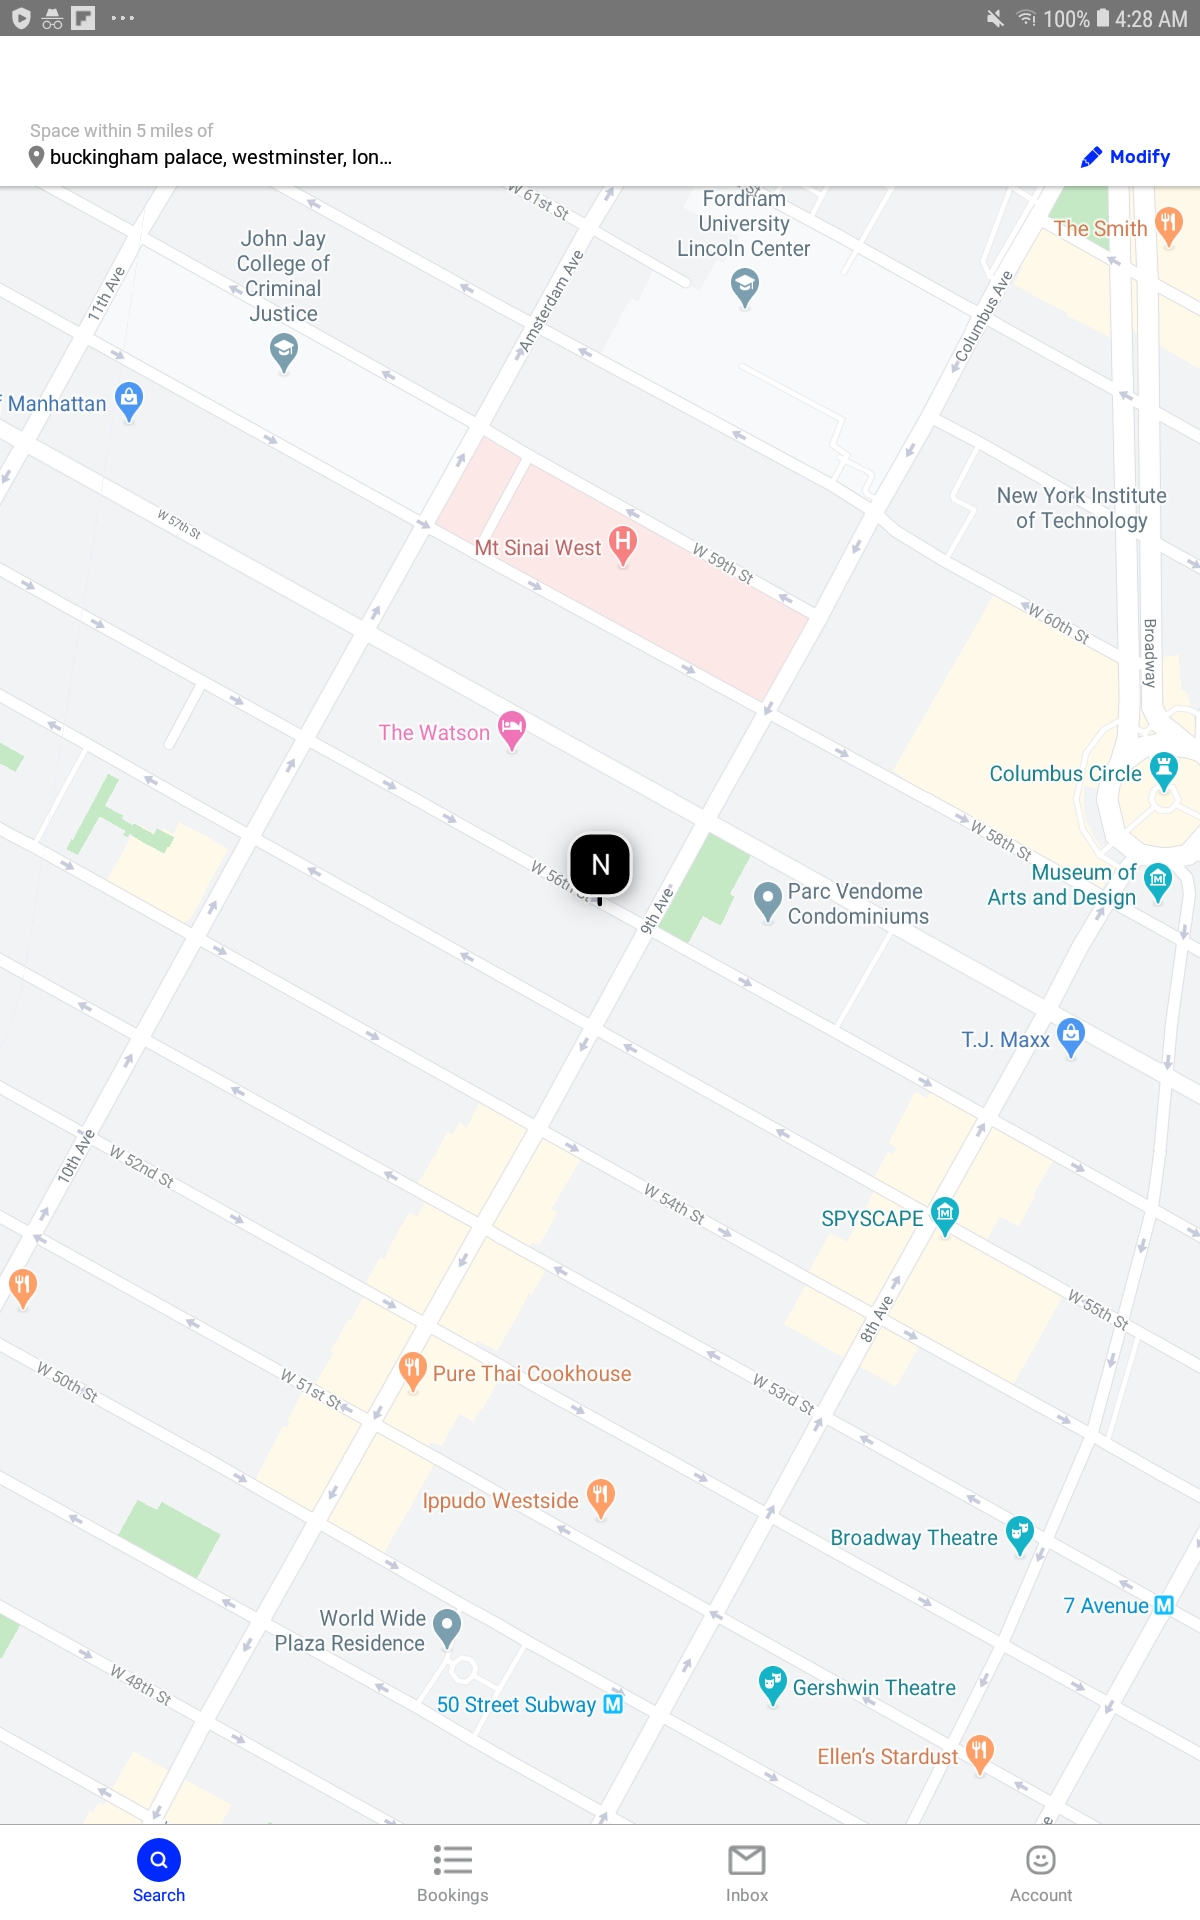 100% 4:28 AM
Space within 5 miles of
buckingham palace, westminster, lon...
Modify
W 61st St
Fordham
University
Lincoln Center
The Smith
John Jay
College of
Criminal
Justice
11th Ave
Amsterdam Ave
Columbus Ave
Manhattan
New York Institute
of Technology
W 57th St
Mt Sinai West
H
W 59th St
W 60th St
Broadway
The Watson
Columbus Circle
W 58th St
N
W 56th St
9th Ave
Parc Vendome
Condominiums
Museum of
Arts and Design
T.J. Maxx
10th Ave
W 52nd St
W 54th St
SPYSCAPE
8th Ave
W 55th St
Pure Thai Cookhouse
W 50th St
W 51st St
W 53rd St
Ippudo Westside
Broadway Theatre
7 Avenue M
World Wide
Plaza Residence
W 48th St
50 Street Subway M
Gershwin Theatre
Ellen's Stardust
Search
Bookings
Inbox
Account